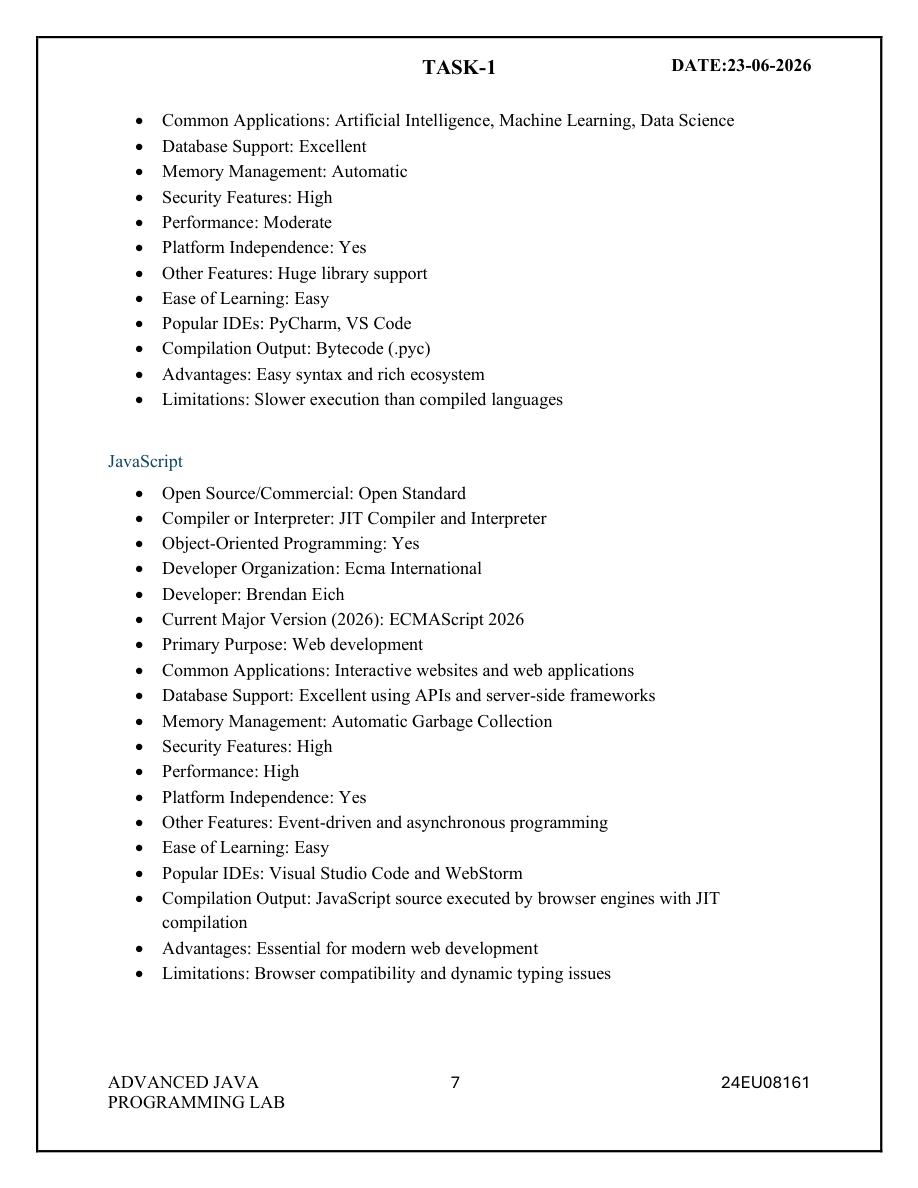 TASK-1
DATE:23-06-2026
• Common Applications: Artificial Intelligence, Machine Learning, Data Science
• Database Support: Excellent
• Memory Management: Automatic
• Security Features: High
• Performance: Moderate
• Platform Independence: Yes
• Other Features: Huge library support
• Ease of Learning: Easy
• Popular IDEs: PyCharm, VS Code
• Compilation Output: Bytecode (.pyc)
• Advantages: Easy syntax and rich ecosystem
• Limitations: Slower execution than compiled languages
JavaScript
• Open Source/Commercial: Open Standard
• Compiler or Interpreter: JIT Compiler and Interpreter
• Object-Oriented Programming: Yes
• Developer Organization: Ecma International
• Developer: Brendan Eich
• Current Major Version (2026): ECMAScript 2026
• Primary Purpose: Web development
• Common Applications: Interactive websites and web applications
• Database Support: Excellent using APIs and server-side frameworks
• Memory Management: Automatic Garbage Collection
• Security Features: High
• Performance: High
• Platform Independence: Yes
• Other Features: Event-driven and asynchronous programming
• Ease of Learning: Easy
• Popular IDEs: Visual Studio Code and WebStorm
• Compilation Output: JavaScript source executed by browser engines with JIT
compilation
• Advantages: Essential for modern web development
• Limitations: Browser compatibility and dynamic typing issues
ADVANCED JAVA
PROGRAMMING LAB
7
24EU08161